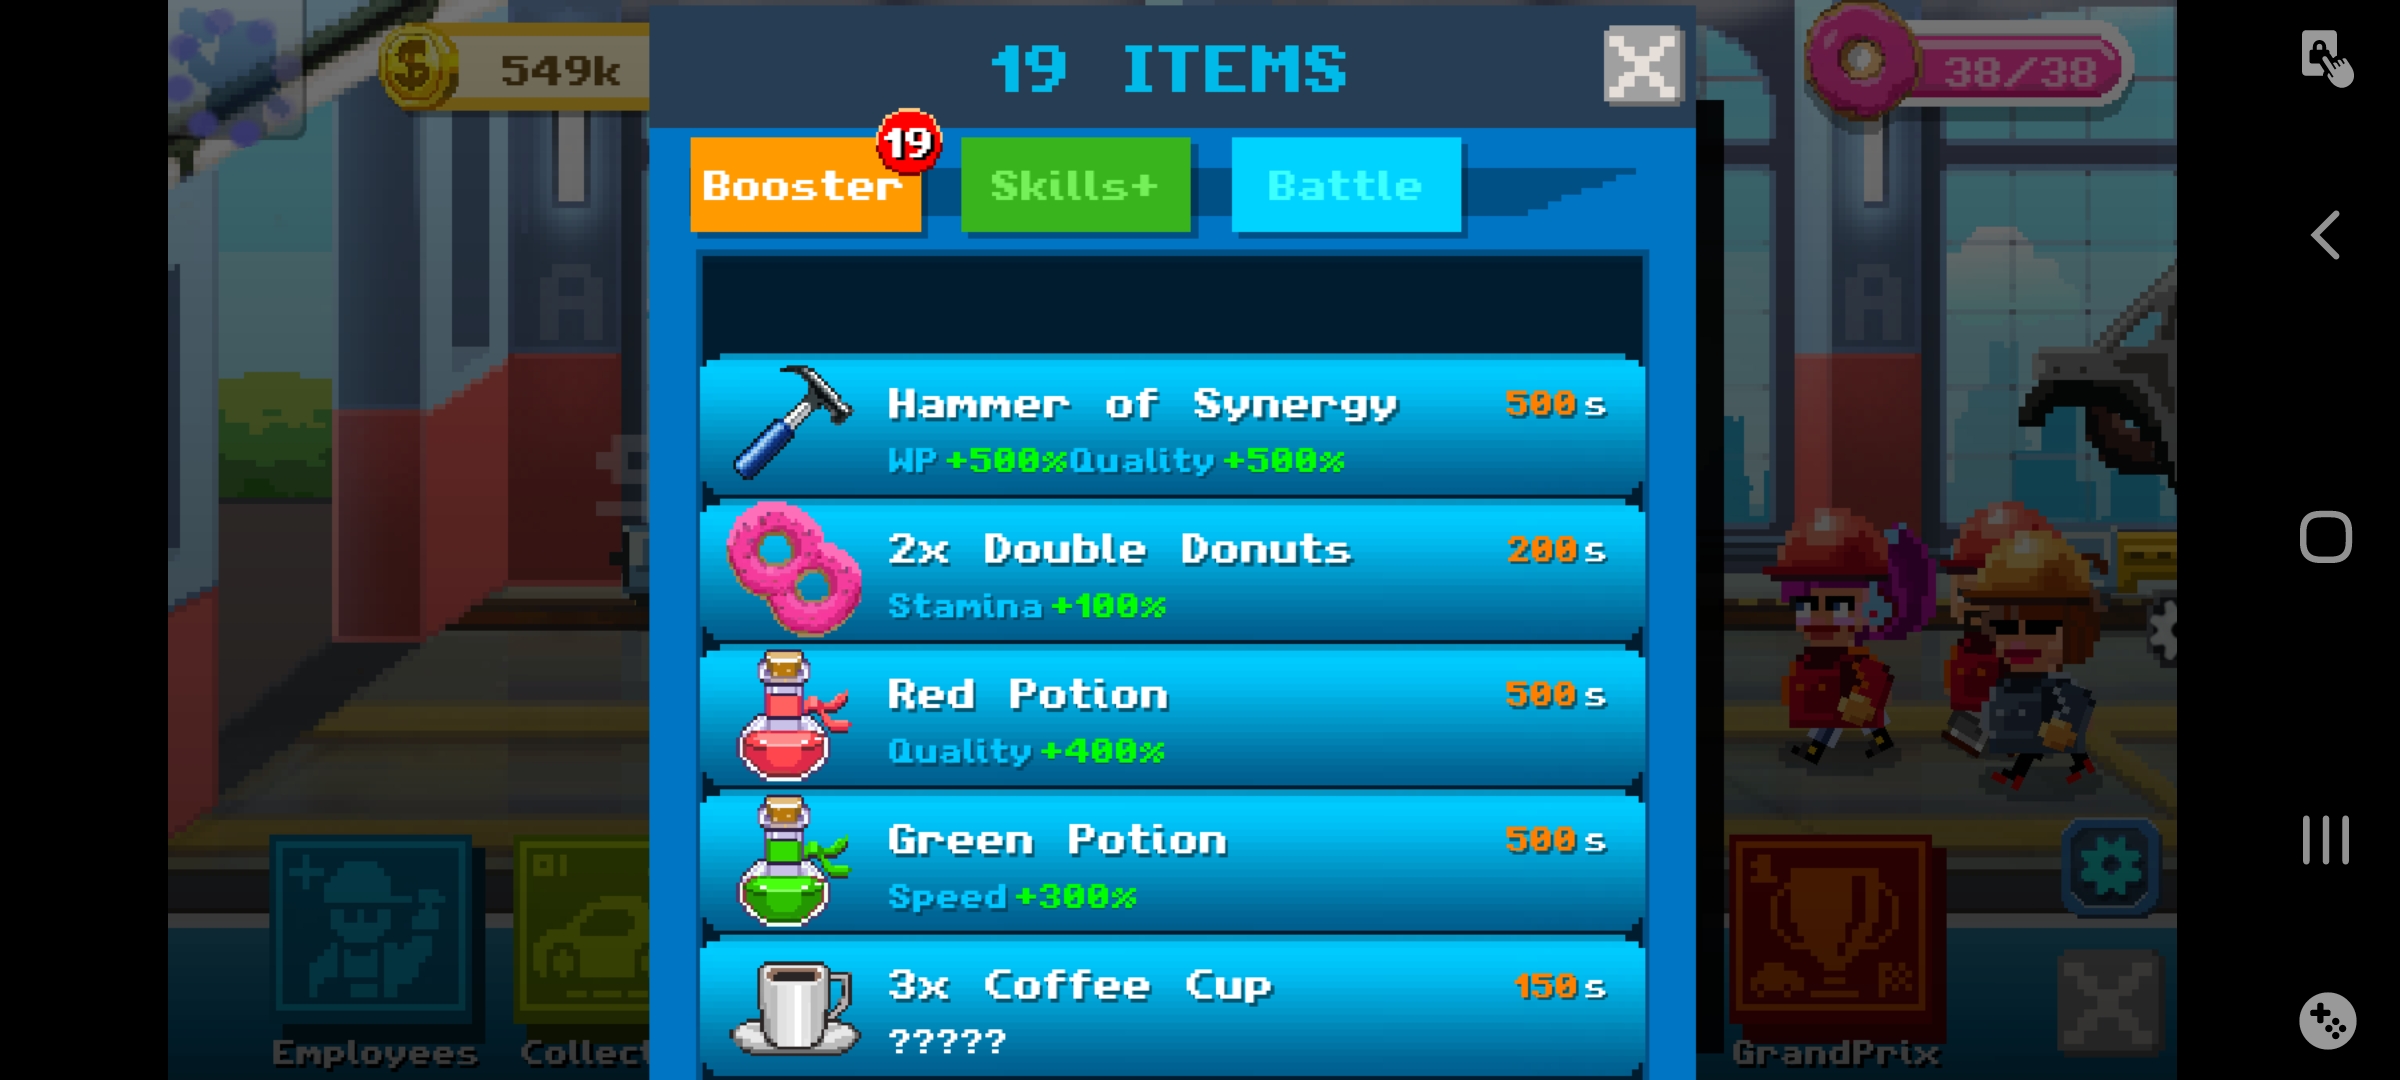 549k
19 ITEMS
38/38
Booster
19
Skills+
Battle
A
A
Hammer of Synergy 500s
WP +500% Quality +500%
2x Double Donuts 200s
Stamina +100%
Red Potion 500s
Quality +400%
Green Potion 500s
Speed +300%
3x Coffee Cup 150s
?????
1
Employees
Collect
GrandPrix